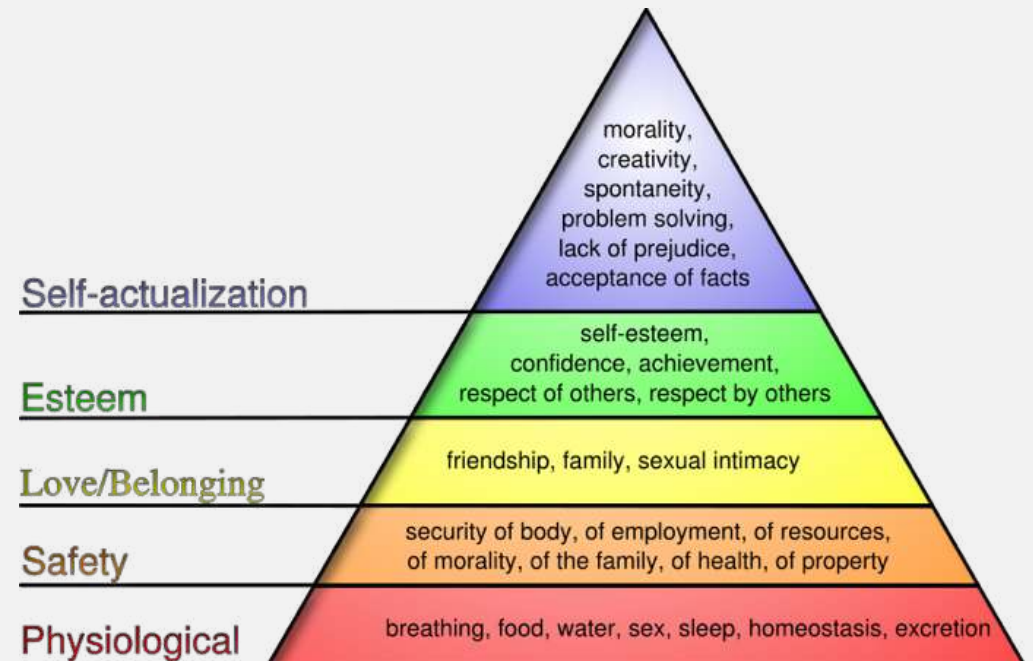 morality,
creativity,
spontaneity,
problem solving,
lack of prejudice,
acceptance of facts
Self-actualization
self-esteem,
confidence, achievement,
respect of others, respect by others
Esteem
friendship, family, sexual intimacy
Love/Belonging
security of body, of employment, of resources,
of morality, of the family, of health, of property
Safety
breathing, food, water, sex, sleep, homeostasis, excretion
Physiological